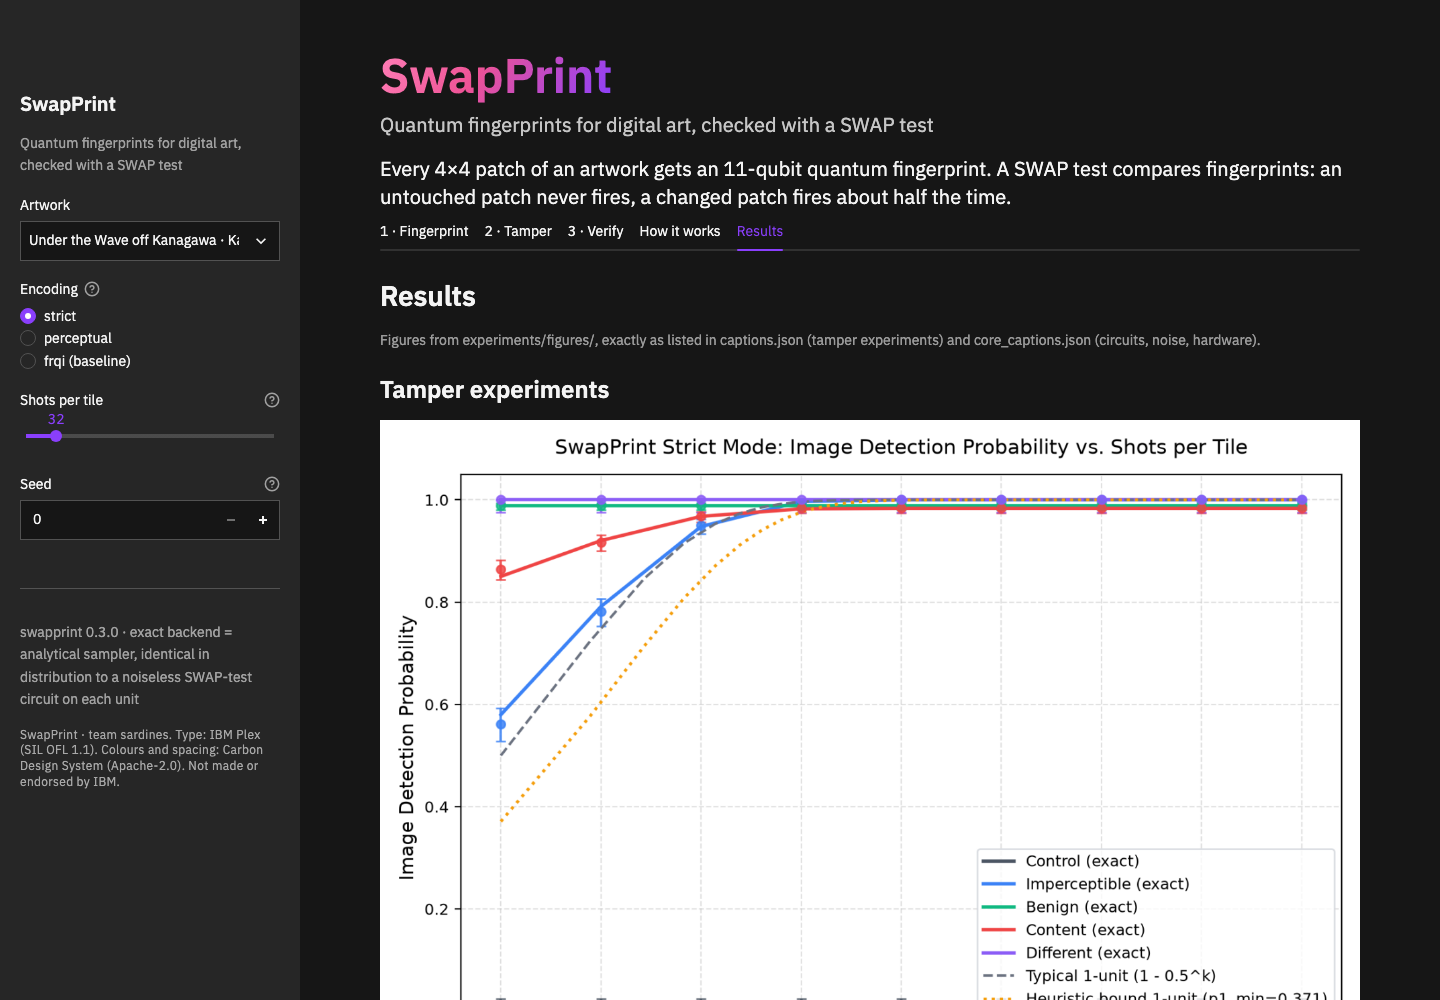 SwapPrint
Quantum fingerprints for digital art,
checked with a SWAP test
Artwork
Under the Wave off Kanagawa · Ka
Encoding
strict
perceptual
frqi (baseline)
Shots per tile
32
Seed
0
swapprint 0.3.0 · exact backend =
analytical sampler, identical in
distribution to a noiseless SWAP-test
circuit on each unit
SwapPrint · team sardines. Type: IBM Plex
(SIL OFL 1.1). Colours and spacing: Carbon
Design System (Apache-2.0). Not made or
endorsed by IBM.
SwapPrint
Quantum fingerprints for digital art, checked with a SWAP test
Every 4×4 patch of an artwork gets an 11-qubit quantum fingerprint. A SWAP test compares fingerprints: an
untouched patch never fires, a changed patch fires about half the time.
1 · Fingerprint 2 · Tamper 3 · Verify How it works Results
Results
Figures from experiments/figures/, exactly as listed in captions.json (tamper experiments) and core_captions.json (circuits, noise, hardware).
Tamper experiments
SwapPrint Strict Mode: Image Detection Probability vs. Shots per Tile
Image Detection Probability
1.0
0.8
0.6
0.4
0.2
Control (exact)
Imperceptible (exact)
Benign (exact)
Content (exact)
Different (exact)
Typical 1-unit (1 - 0.5^k)
Heuristic bound 1-unit (p1_min=0.371)